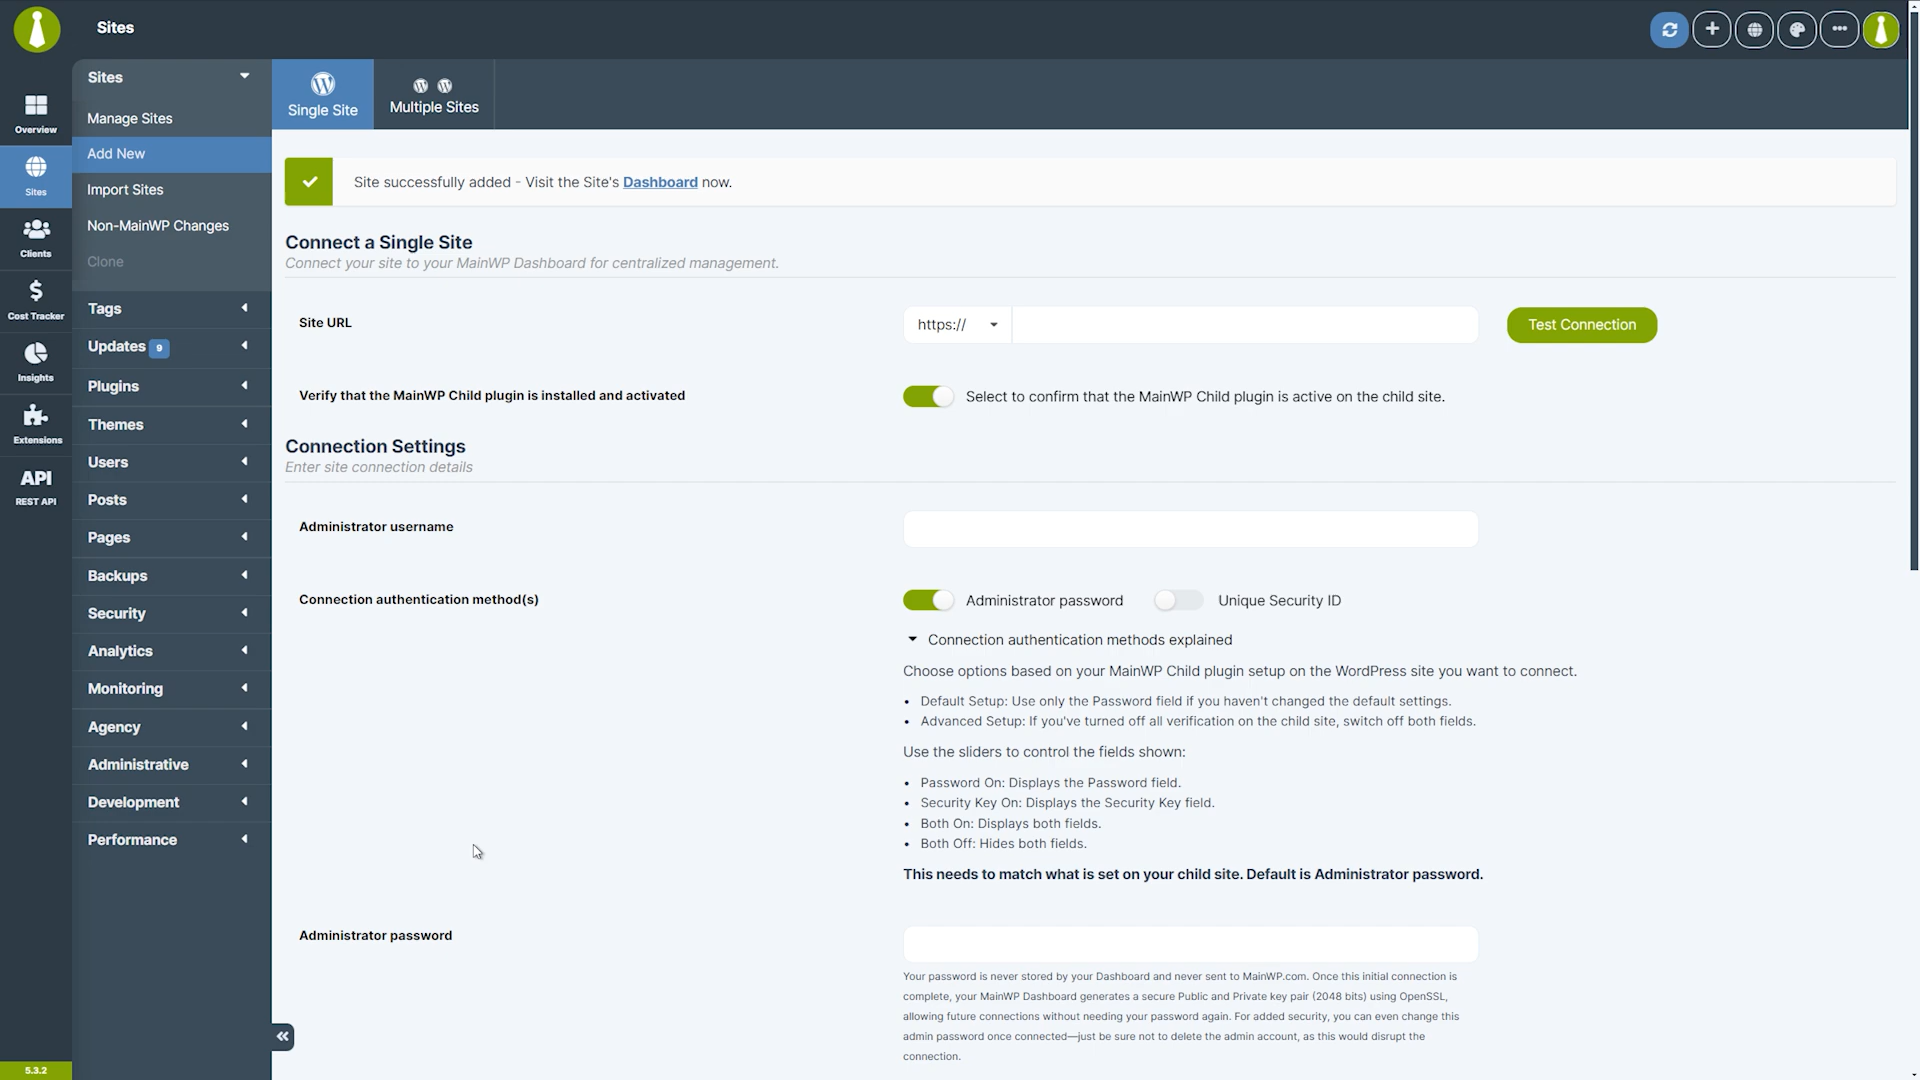 Sites
Overview
Sites
Clients
Cost Tracker
Insights
Extensions
API
REST API
5.3.2
Sites
Manage Sites
Add New
Import Sites
Non-MainWP Changes
Clone
Tags
Updates 9
Plugins
Themes
Users
Posts
Pages
Backups
Security
Analytics
Monitoring
Agency
Administrative
Development
Performance
Single Site
Multiple Sites
Site successfully added - Visit the Site's Dashboard now.
Connect a Single Site
Connect your site to your MainWP Dashboard for centralized management.
Site URL
https://
Test Connection
Verify that the MainWP Child plugin is installed and activated
Select to confirm that the MainWP Child plugin is active on the child site.
Connection Settings
Enter site connection details
Administrator username
Connection authentication method(s)
Administrator password
Unique Security ID
Connection authentication methods explained
Choose options based on your MainWP Child plugin setup on the WordPress site you want to connect.
• Default Setup: Use only the Password field if you haven't changed the default settings.
• Advanced Setup: If you've turned off all verification on the child site, switch off both fields.
Use the sliders to control the fields shown:
• Password On: Displays the Password field.
• Security Key On: Displays the Security Key field.
• Both On: Displays both fields.
• Both Off: Hides both fields.
This needs to match what is set on your child site. Default is Administrator password.
Administrator password
Your password is never stored by your Dashboard and never sent to MainWP.com. Once this initial connection is
complete, your MainWP Dashboard generates a secure Public and Private key pair (2048 bits) using OpenSSL,
allowing future connections without needing your password again. For added security, you can even change this
admin password once connected—just be sure not to delete the admin account, as this would disrupt the
connection.